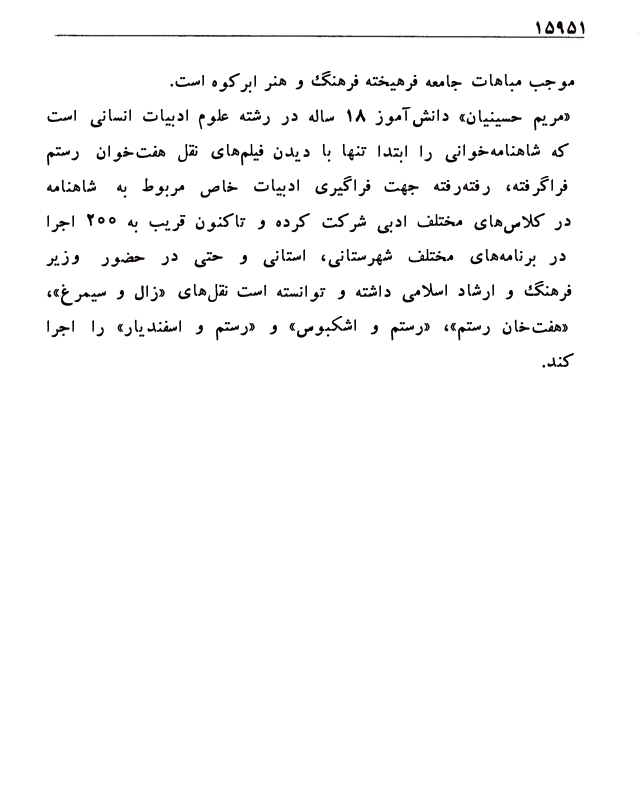 ۱۵۹۵۱
موجب مباهات جامعه فرهیخته فرهنگ و هنر ابرکوه است.
«مریم حسینیان» دانش‌آموز ۱۸ ساله در رشته علوم ادبیات انسانی است
که شاهنامه‌خوانی را ابتدا تنها با دیدن فیلم‌های نقل هفت‌خوان رستم
فراگرفته، رفته‌رفته جهت فراگیری ادبیات خاص مربوط به شاهنامه
در کلاس‌های مختلف ادبی شرکت کرده و تاکنون قریب به ۲۰۰ اجرا
در برنامه‌های مختلف شهرستانی، استانی و حتی در حضور وزیر
فرهنگ و ارشاد اسلامی داشته و توانسته است نقل‌های «زال و سیمرغ»،
«هفت‌خان رستم»، «رستم و اشکبوس» و «رستم و اسفندیار» را اجرا
کند.